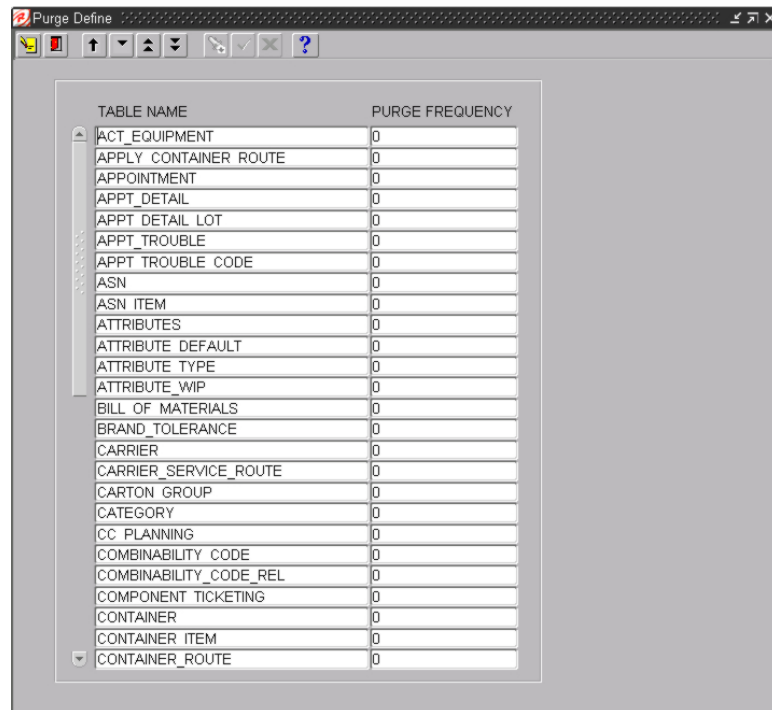 Purge Define
?
TABLE NAME PURGE FREQUENCY
ACT_EQUIPMENT 0
APPLY_CONTAINER_ROUTE 0
APPOINTMENT 0
APPT_DETAIL 0
APPT_DETAIL_LOT 0
APPT_TROUBLE 0
APPT_TROUBLE_CODE 0
ASN 0
ASN_ITEM 0
ATTRIBUTES 0
ATTRIBUTE_DEFAULT 0
ATTRIBUTE_TYPE 0
ATTRIBUTE_WIP 0
BILL_OF_MATERIALS 0
BRAND_TOLERANCE 0
CARRIER 0
CARRIER_SERVICE_ROUTE 0
CARTON_GROUP 0
CATEGORY 0
CC_PLANNING 0
COMBINABILITY_CODE 0
COMBINABILITY_CODE_REL 0
COMPONENT_TICKETING 0
CONTAINER 0
CONTAINER_ITEM 0
CONTAINER_ROUTE 0